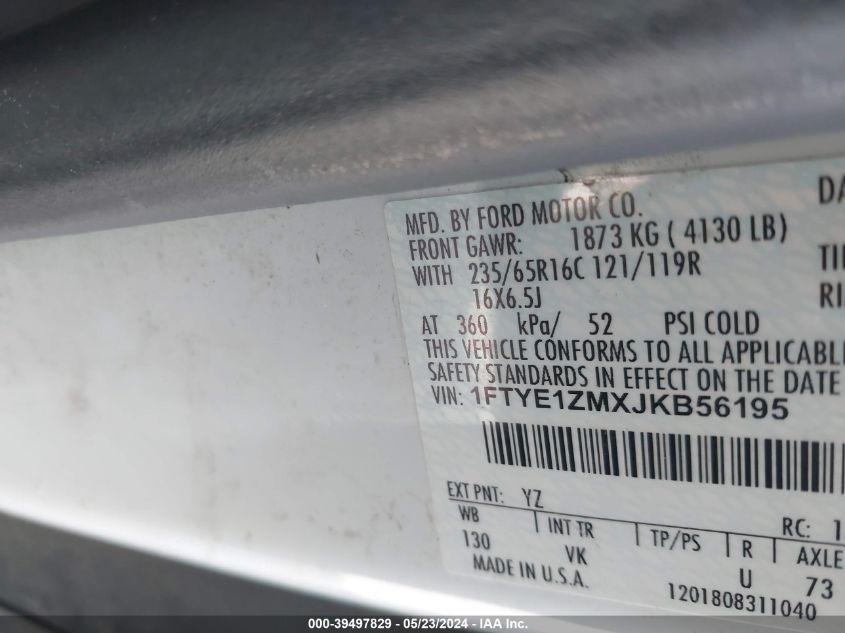 MFD. BY FORD MOTOR CO.
FRONT GAWR: 1873 KG ( 4130 LB)
WITH 235/65R16C 121/119R
16X6.5J
AT 360 kPa/ 52 PSI COLD
THIS VEHICLE CONFORMS TO ALL
SAFETY STANDARDS IN EFFECT ON THE DATE
VIN: 1FTYE1ZMXJKB56195
EXT PNT: YZ
RC: 1
WB INT TR TP/PS R AXLE
130 VK U 73
MADE IN U.S.A.
1201808311040
000-39497829 - 05/23/2024 - IAA Inc.